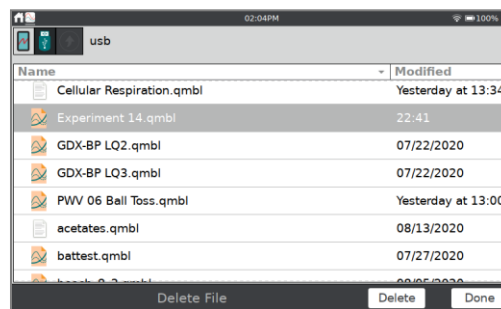 02:04PM 100%
usb
Name Modified
Cellular Respiration.qmbl Yesterday at 13:34
Experiment 14.qmbl 22:41
GDX-BP LQ2.qmbl 07/22/2020
GDX-BP LQ3.qmbl 07/22/2020
PWV 06 Ball Toss.qmbl Yesterday at 13:00
acetates.qmbl 08/13/2020
battest.qmbl 07/27/2020
Delete File Delete Done